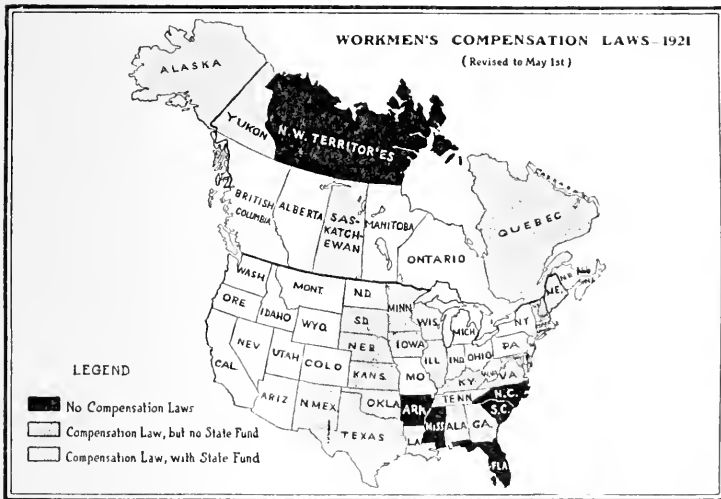 WORKMEN'S COMPENSATION LAWS–1921
(Revised to May 1st)
ALASKA
YUKON
N.W. TERRITOR'ES
BRITISH
COLUMBIA
ALBERTA
SAS-
KATCH-
EWAN
MANITOBA
ONTARIO
QUEBEC
N.B.
ME.
WASH
MONT.
N.D.
MINN
ORE
IDAHO
WYO.
S.D.
WIS.
MICH
N.Y
NEV
UTAH
COLO
NEB
IOWA
ILL
IND
OHIO
PA.
CAL.
KANS.
MO
KY.
VA.
ARIZ
N.MEX
OKLA
ARK
TENN
N.C.
S.C.
TEXAS
LA
MISS
ALA
GA.
FLA
LEGEND
No Compensation Laws
Compensation Law, but no State Fund
Compensation Law, with State Fund